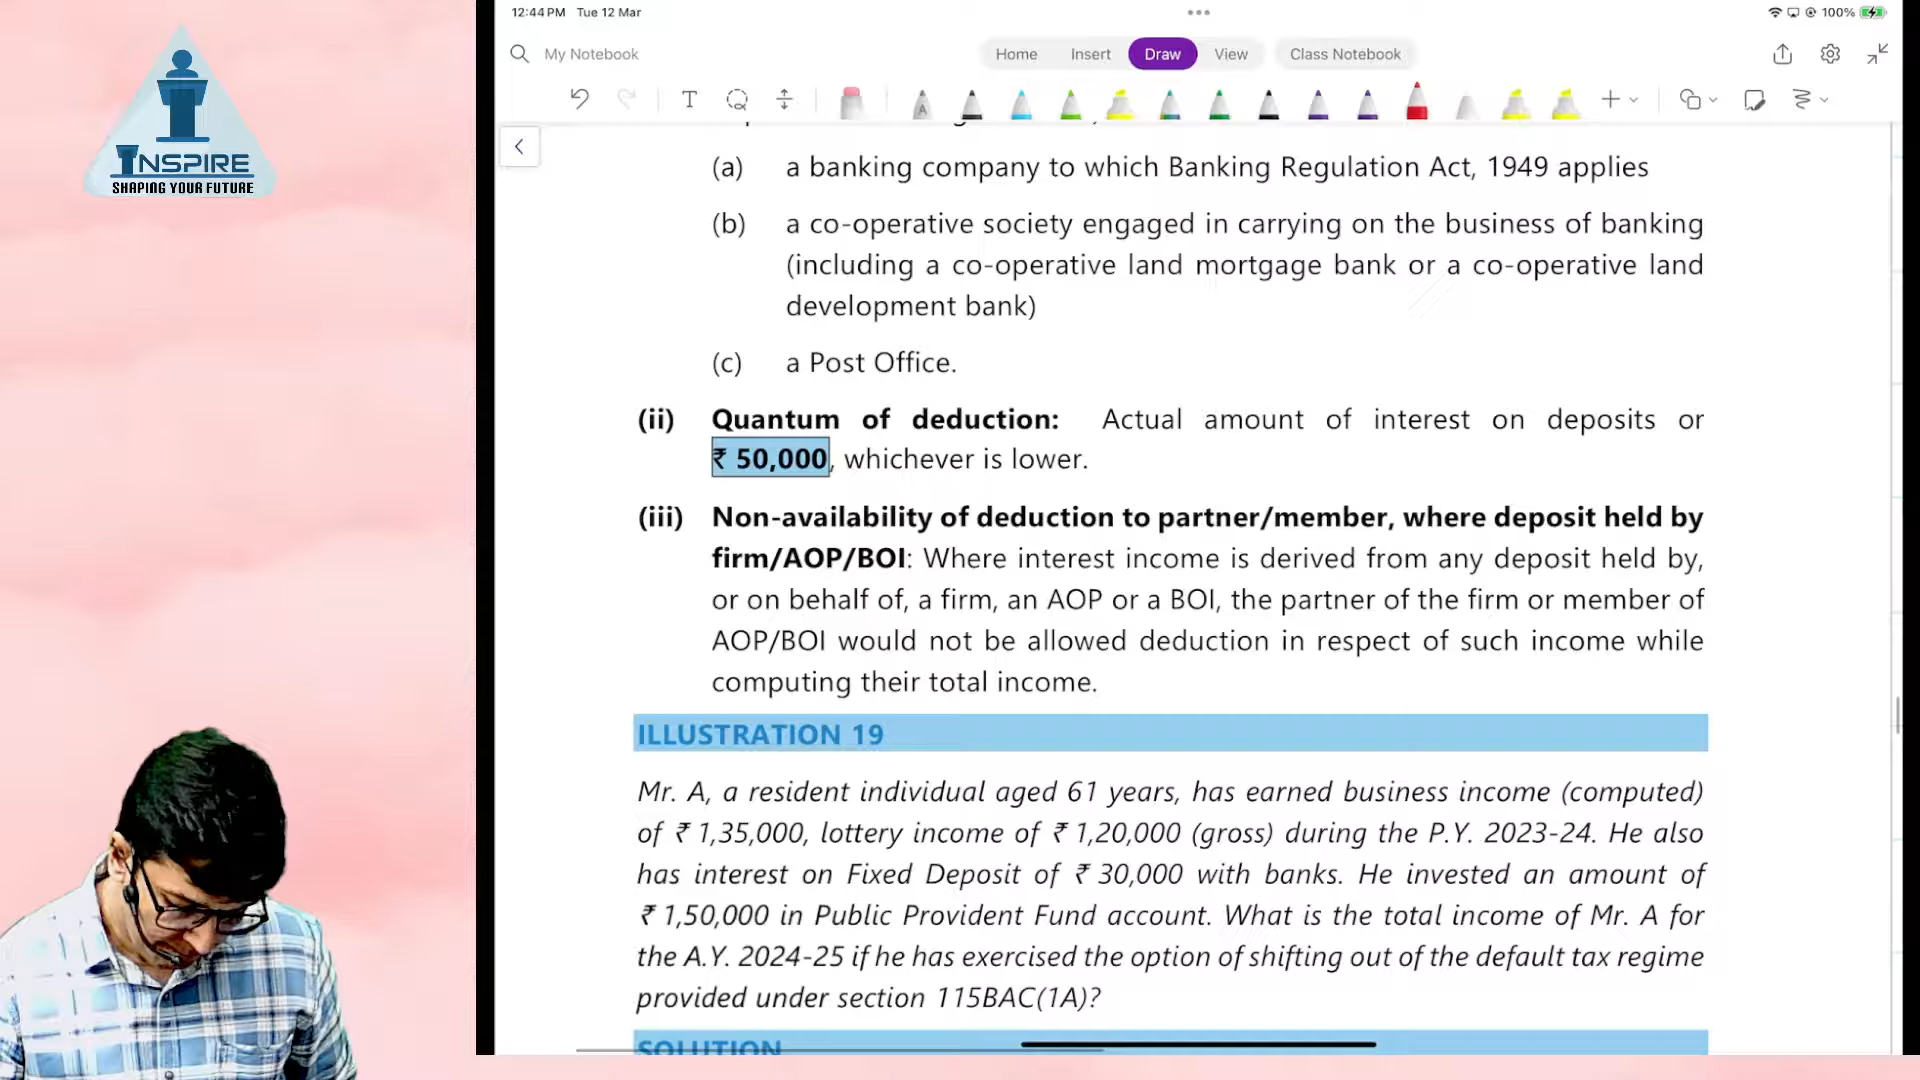 12:44 PM Tue 12 Mar
100%
My Notebook
Home Insert Draw View Class Notebook
INSPIRE
SHAPING YOUR FUTURE
(a) a banking company to which Banking Regulation Act, 1949 applies
(b) a co-operative society engaged in carrying on the business of banking
(including a co-operative land mortgage bank or a co-operative land
development bank)
(c) a Post Office.
(ii) Quantum of deduction: Actual amount of interest on deposits or
₹ 50,000, whichever is lower.
(iii) Non-availability of deduction to partner/member, where deposit held by
firm/AOP/BOI: Where interest income is derived from any deposit held by,
or on behalf of, a firm, an AOP or a BOI, the partner of the firm or member of
AOP/BOI would not be allowed deduction in respect of such income while
computing their total income.
ILLUSTRATION 19
Mr. A, a resident individual aged 61 years, has earned business income (computed)
of ₹ 1,35,000, lottery income of ₹ 1,20,000 (gross) during the P.Y. 2023-24. He also
has interest on Fixed Deposit of ₹ 30,000 with banks. He invested an amount of
₹ 1,50,000 in Public Provident Fund account. What is the total income of Mr. A for
the A.Y. 2024-25 if he has exercised the option of shifting out of the default tax regime
provided under section 115BAC(1A)?
SOLUTION